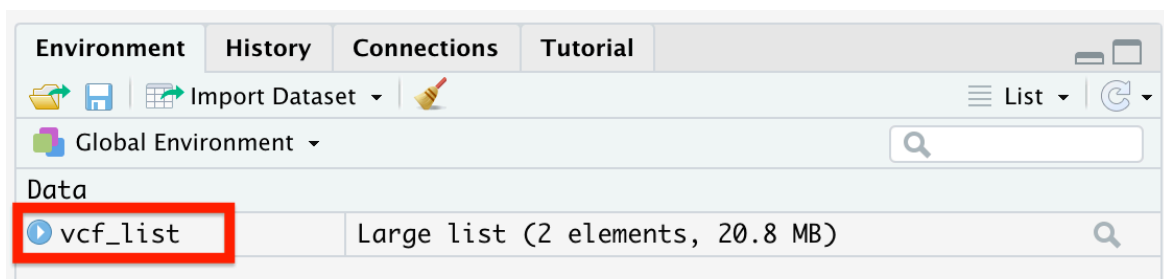 Environment History Connections Tutorial
Import Dataset List
Global Environment
Data
vcf_list Large list (2 elements, 20.8 MB)